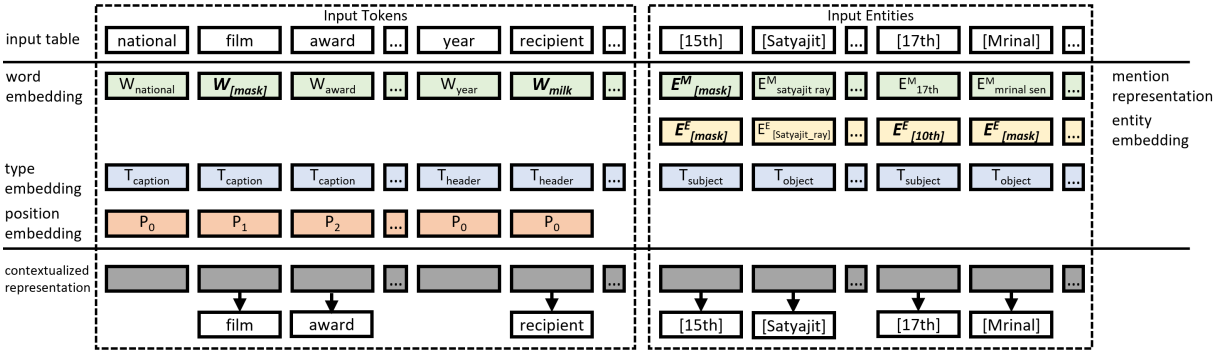 Input Tokens Input Entities
input table national film award ... year recipient ... [15th] [Satyajit] ... [17th] [Mrinal] ...
word embedding W_national W_[mask] W_award ... W_year W_milk ... E^M_[mask] E^M_satyajit ray ... E^M_17th E^M_mrinal sen ... mention representation
E^E_[mask] E^E_[Satyajit_ray] ... E^E_[10th] E^E_[mask] ... entity embedding
type embedding T_caption T_caption T_caption ... T_header T_header ... T_subject T_object ... T_subject T_object ...
position embedding P_0 P_1 P_2 ... P_0 P_0
contextualized representation ... ... ... ...
film award recipient [15th] [Satyajit] [17th] [Mrinal]